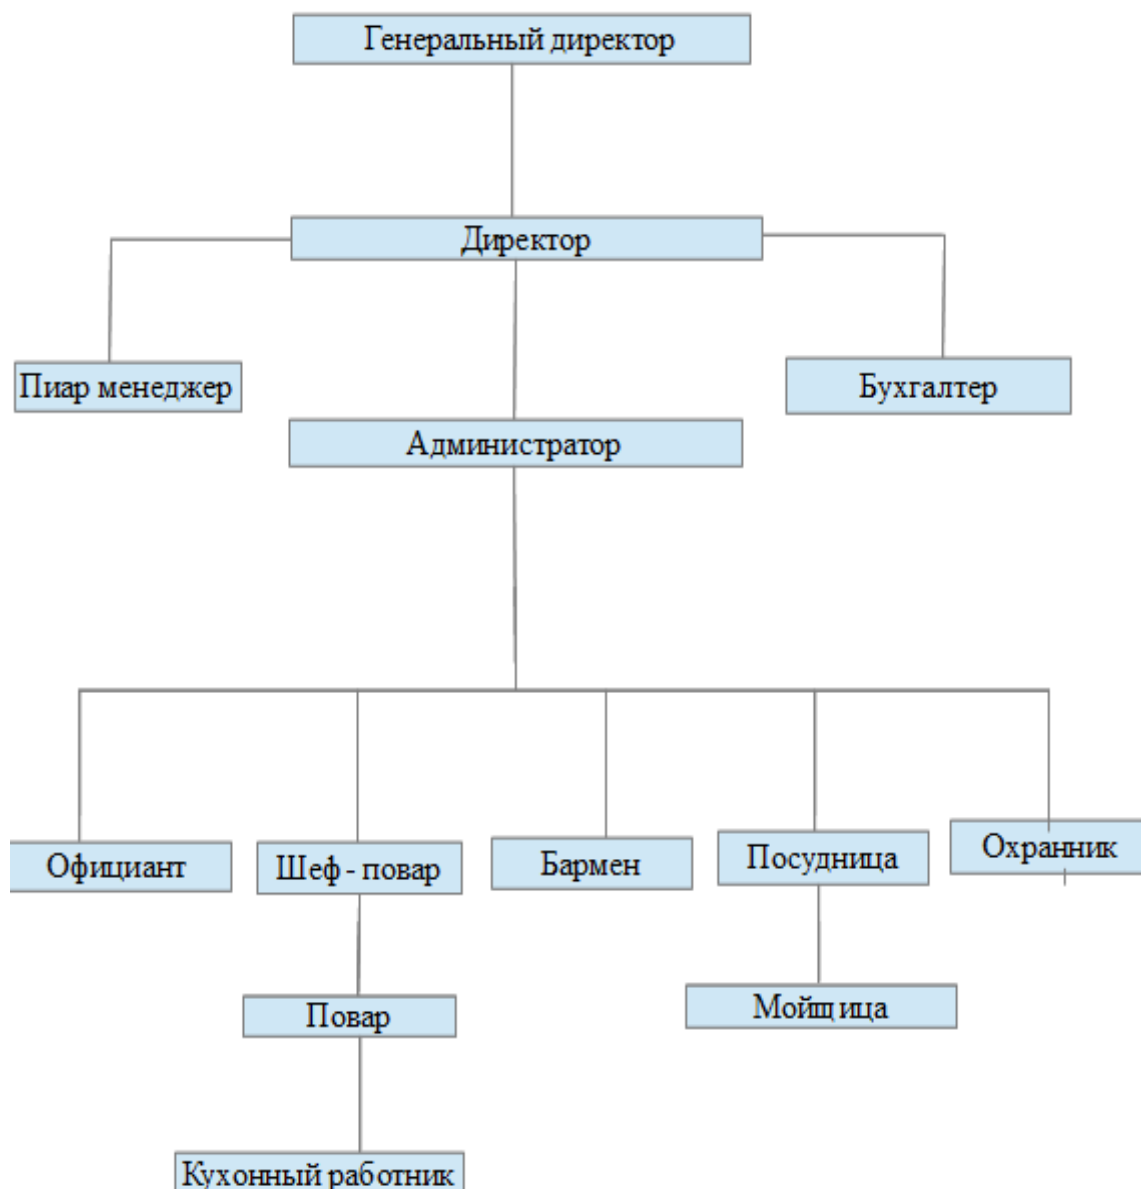 Генеральный директор
Директор
Пиар менеджер
Бухгалтер
Администратор
Официант
Шеф - повар
Бармен
Посудница
Охранник
Повар
Мойщица
Кухонный работник